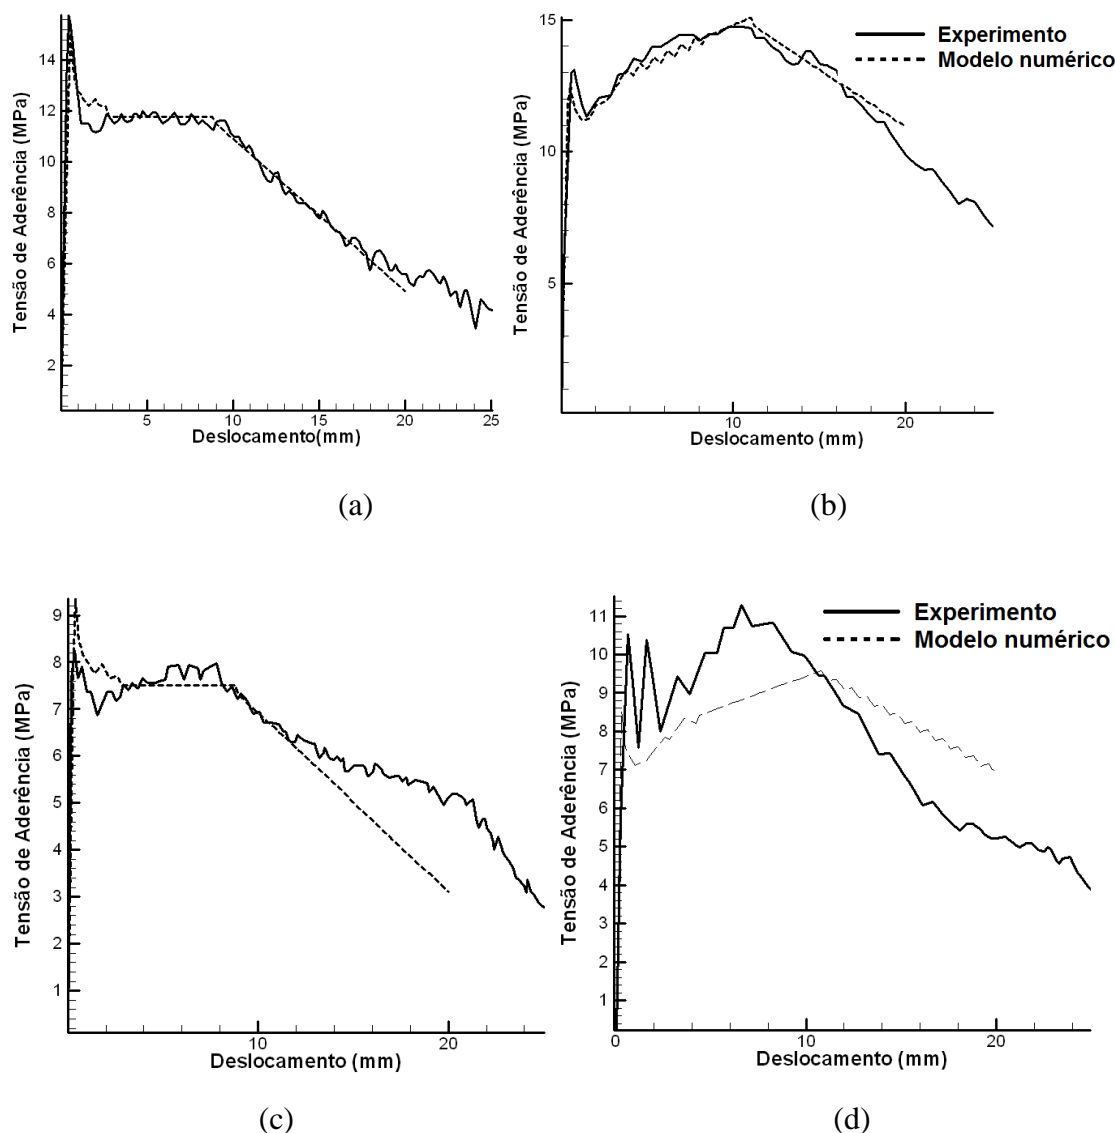 14
12
10
8
6
4
2
Tensão de Aderência (MPa)
5
10
15
20
25
Deslocamento(mm)
(a)
15
10
5
Tensão de Aderência (MPa)
Experimento
Modelo numérico
10
20
Deslocamento (mm)
(b)
9
8
7
6
5
4
3
2
1
Tensão de Aderência (MPa)
10
20
Deslocamento (mm)
(c)
11
10
9
8
7
6
5
4
3
2
1
Tensão de Aderência (MPa)
Experimento
Modelo numérico
0
10
20
Deslocamento (mm)
(d)